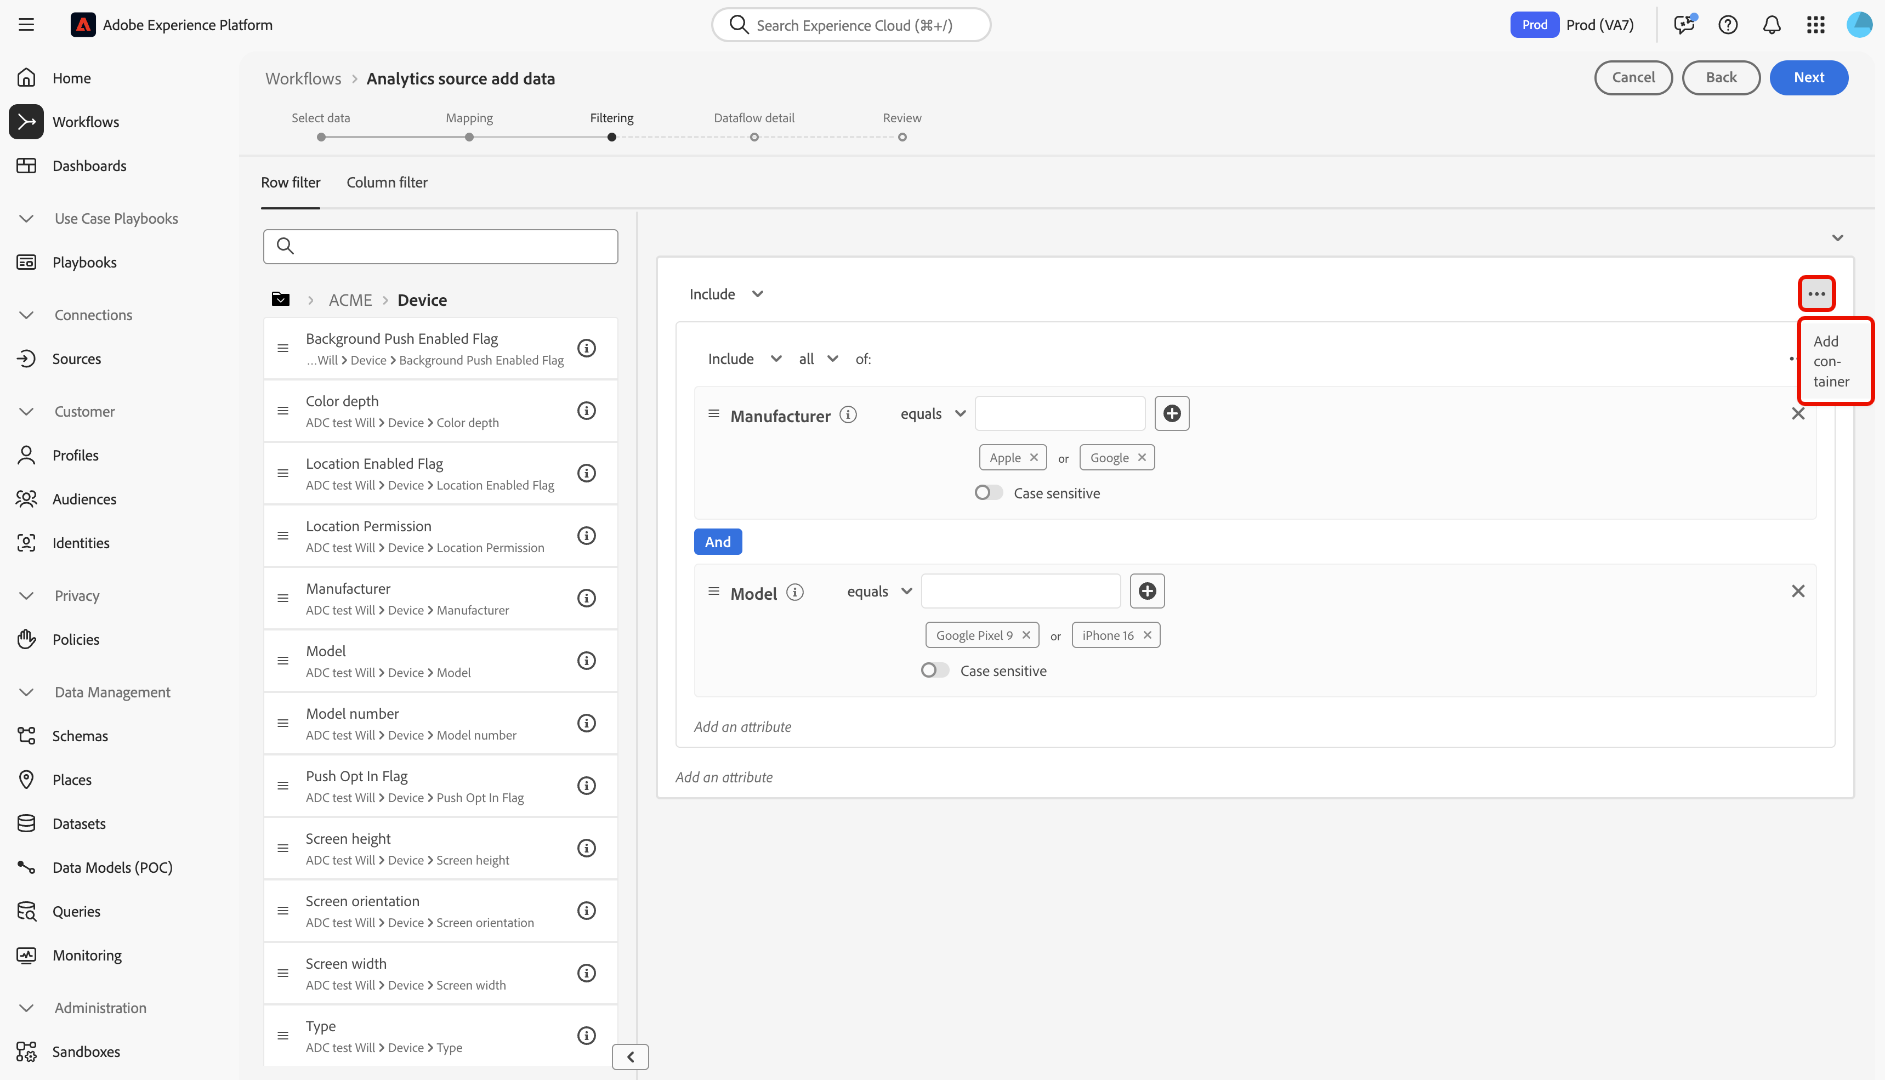 Adobe Experience Platform
Search Experience Cloud (⌘+/)
Prod
Prod (VA7)
Home
Workflows
Dashboards
Use Case Playbooks
Playbooks
Connections
Sources
Customer
Profiles
Audiences
Identities
Privacy
Policies
Data Management
Schemas
Places
Datasets
Data Models (POC)
Queries
Monitoring
Administration
Sandboxes
Workflows > Analytics source add data
Cancel
Back
Next
Select data
Mapping
Filtering
Dataflow detail
Review
Row filter
Column filter
> ACME > Device
Background Push Enabled Flag
...Will > Device > Background Push Enabled Flag
Color depth
ADC test Will > Device > Color depth
Location Enabled Flag
ADC test Will > Device > Location Enabled Flag
Location Permission
ADC test Will > Device > Location Permission
Manufacturer
ADC test Will > Device > Manufacturer
Model
ADC test Will > Device > Model
Model number
ADC test Will > Device > Model number
Push Opt In Flag
ADC test Will > Device > Push Opt In Flag
Screen height
ADC test Will > Device > Screen height
Screen orientation
ADC test Will > Device > Screen orientation
Screen width
ADC test Will > Device > Screen width
Type
ADC test Will > Device > Type
Include
Add
con-
tainer
Include all of:
Manufacturer equals
Apple or Google
Case sensitive
And
Model equals
Google Pixel 9 or iPhone 16
Case sensitive
Add an attribute
Add an attribute